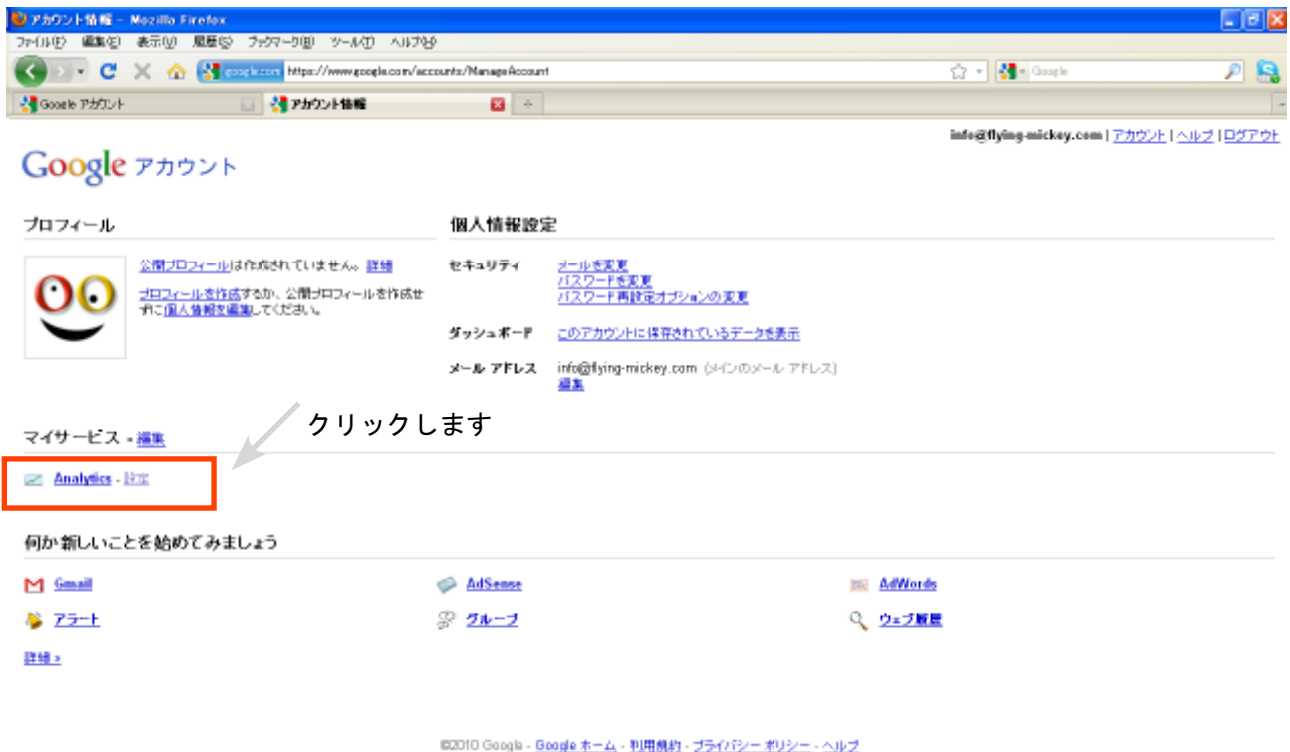 アカウント情報 - Mozilla Firefox
ファイル(F) 編集(E) 表示(V) 履歴(S) ブックマーク(B) ツール(T) ヘルプ(H)
google.com https://www.google.com/accounts/ManageAccount Google
Google アカウント アカウント情報
info@flying-mickey.com | アカウント | ヘルプ | ログアウト
Google アカウント
プロフィール
公開プロフィールは作成されていません。 詳細
プロフィールを作成するか、公開プロフィールを作成せ
ずに個人情報を編集してください。
個人情報設定
セキュリティ メールを変更
パスワードを変更
パスワード再設定オプションの変更
ダッシュボード このアカウントに保存されているデータを表示
メール アドレス info@flying-mickey.com (メインのメール アドレス)
編集
クリックします
マイサービス - 編集
Analytics - 設定
何か新しいことを始めてみましょう
Gmail AdSense AdWords
アラート グループ ウェブ履歴
詳細 »
©2010 Google - Google ホーム - 利用規約 - プライバシー ポリシー - ヘルプ